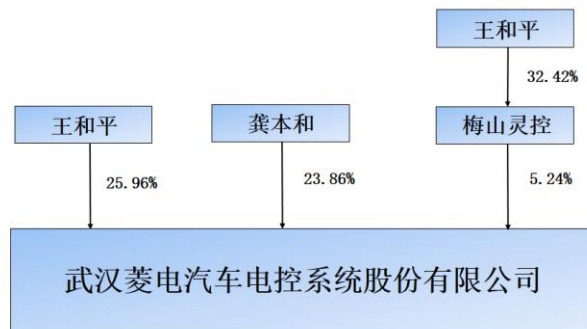 王和平
32.42%
王和平
龚本和
梅山灵控
25.96%
23.86%
5.24%
武汉菱电汽车电控系统股份有限公司